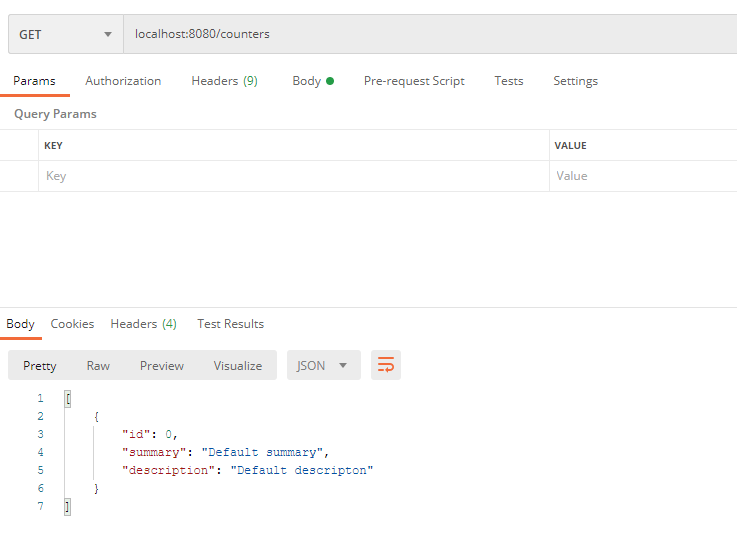 GET localhost:8080/counters
Params Authorization Headers (9) Body Pre-request Script Tests Settings
Query Params
KEY VALUE
Key Value
Body Cookies Headers (4) Test Results
Pretty Raw Preview Visualize JSON
1 [
2 {
3 "id": 0,
4 "summary": "Default summary",
5 "description": "Default descripton"
6 }
7 ]